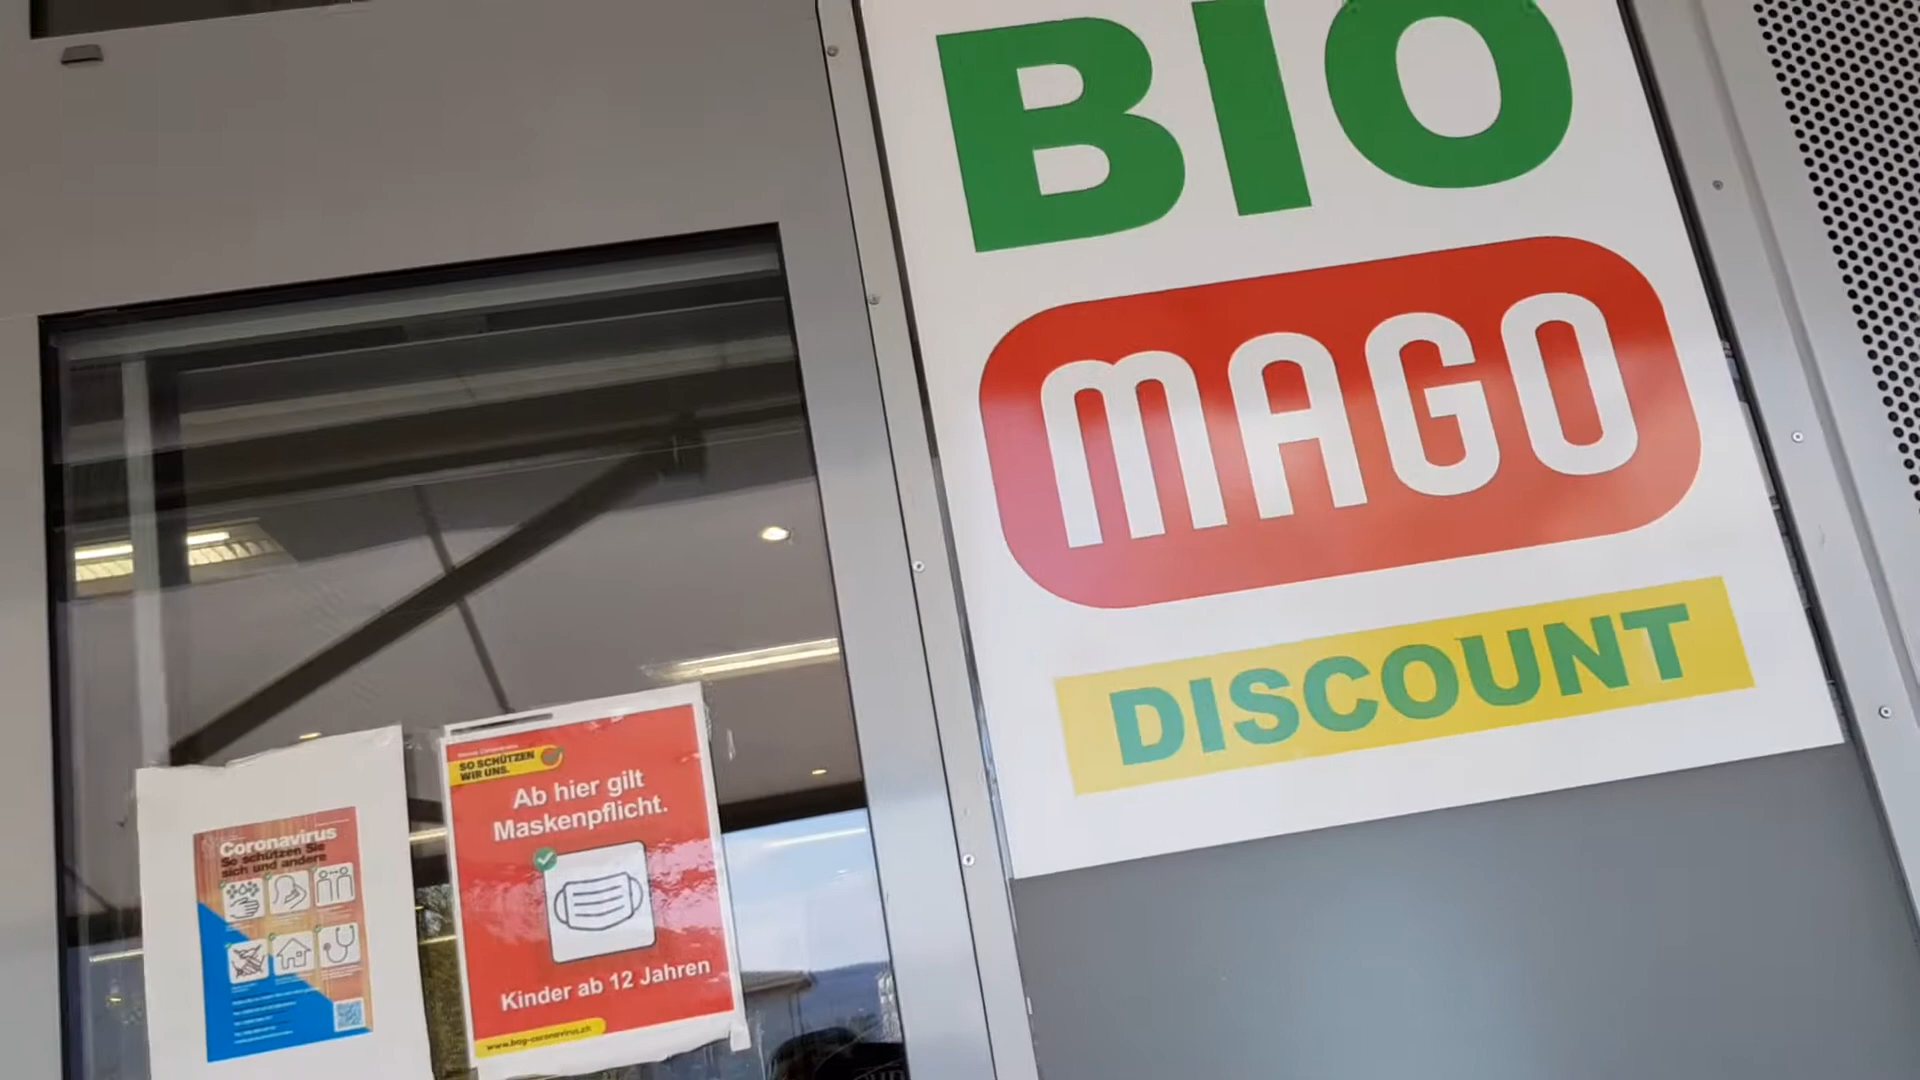 BIO
MAGO
DISCOUNT
SO SCHÜTZEN
WIR UNS.
Ab hier gilt
Maskenpflicht.
Kinder ab 12 Jahren
www.bag-coronavirus.ch
Coronavirus
So schützen Sie
sich und andere